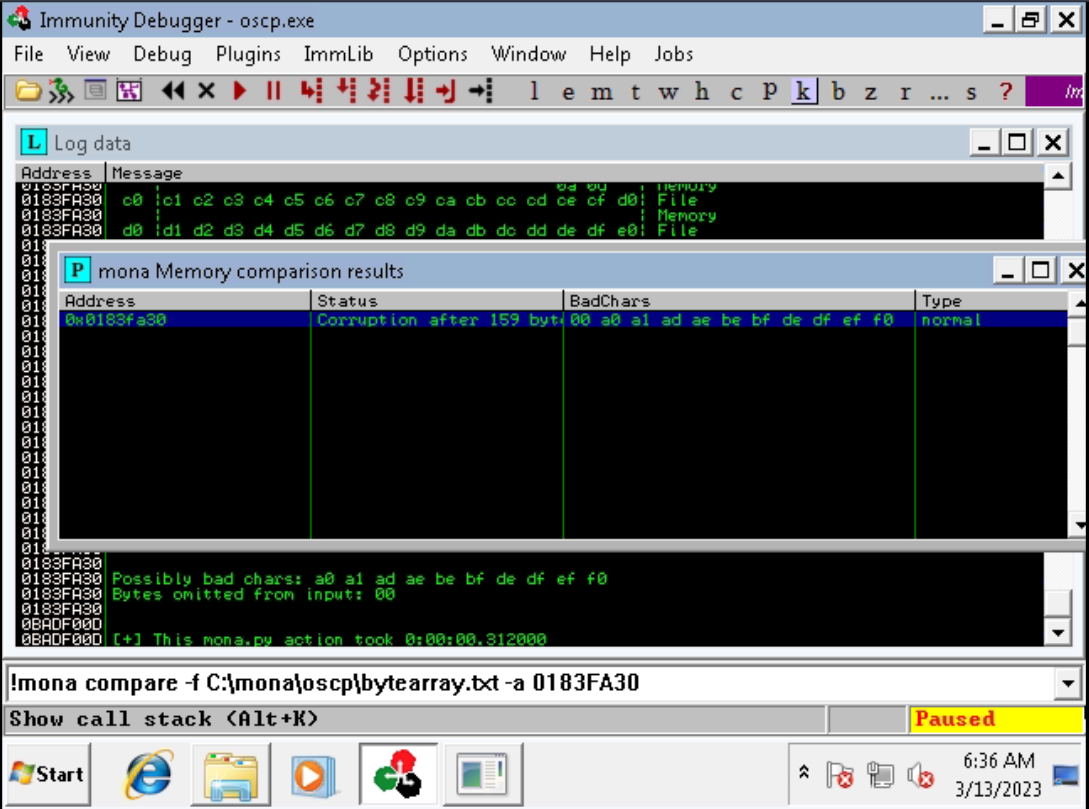 Immunity Debugger - oscp.exe
File View Debug Plugins ImmLib Options Window Help Jobs
l e m t w h c P k b z r ... s ?
L Log data
Address Message
0183FA30 0a 0d Memory
0183FA30 c0 c1 c2 c3 c4 c5 c6 c7 c8 c9 ca cb cc cd ce cf d0 File
0183FA30 Memory
0183FA30 d0 d1 d2 d3 d4 d5 d6 d7 d8 d9 da db dc dd de df e0 File
P mona Memory comparison results
Address Status BadChars Type
0x0183fa30 Corruption after 159 byt 00 a0 a1 ad ae be bf de df ef f0 normal
0183FA30
0183FA30 Possibly bad chars: a0 a1 ad ae be bf de df ef f0
0183FA30 Bytes omitted from input: 00
0183FA30
0BADF00D
0BADF00D [+] This mona.py action took 0:00:00.312000
!mona compare -f C:\mona\oscp\bytearray.txt -a 0183FA30
Show call stack (Alt+K) Paused
Start
6:36 AM
3/13/2023